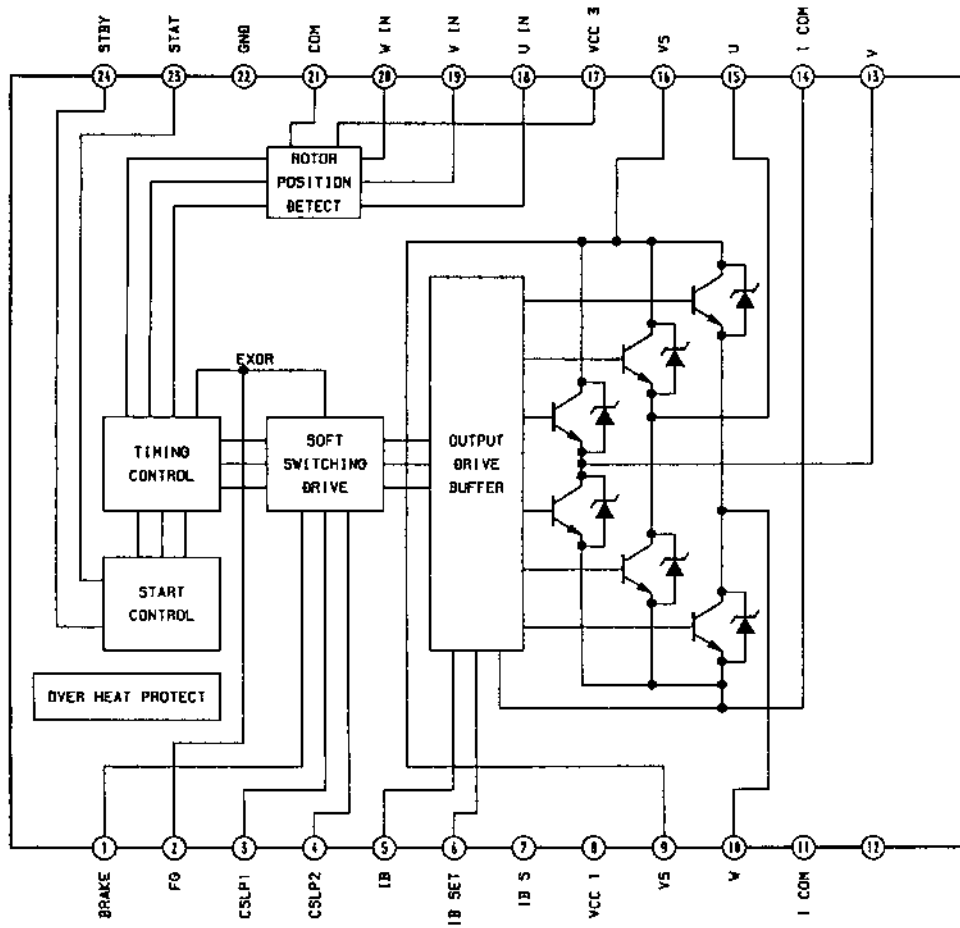 STBY
STAT
GND
COM
W IN
V IN
U IN
VCC 3
VS
U
I COM
V
24
23
22
21
20
19
18
17
16
15
14
13
ROTOR
POSITION
DETECT
EXOR
TIMING
CONTROL
SOFT
SWITCHING
DRIVE
OUTPUT
DRIVE
BUFFER
START
CONTROL
OVER HEAT PROTECT
1
2
3
4
5
6
7
8
9
10
11
12
BRAKE
FG
CSLP1
CSLP2
IB
IB SET
IB S
VCC 1
VS
W
I COM